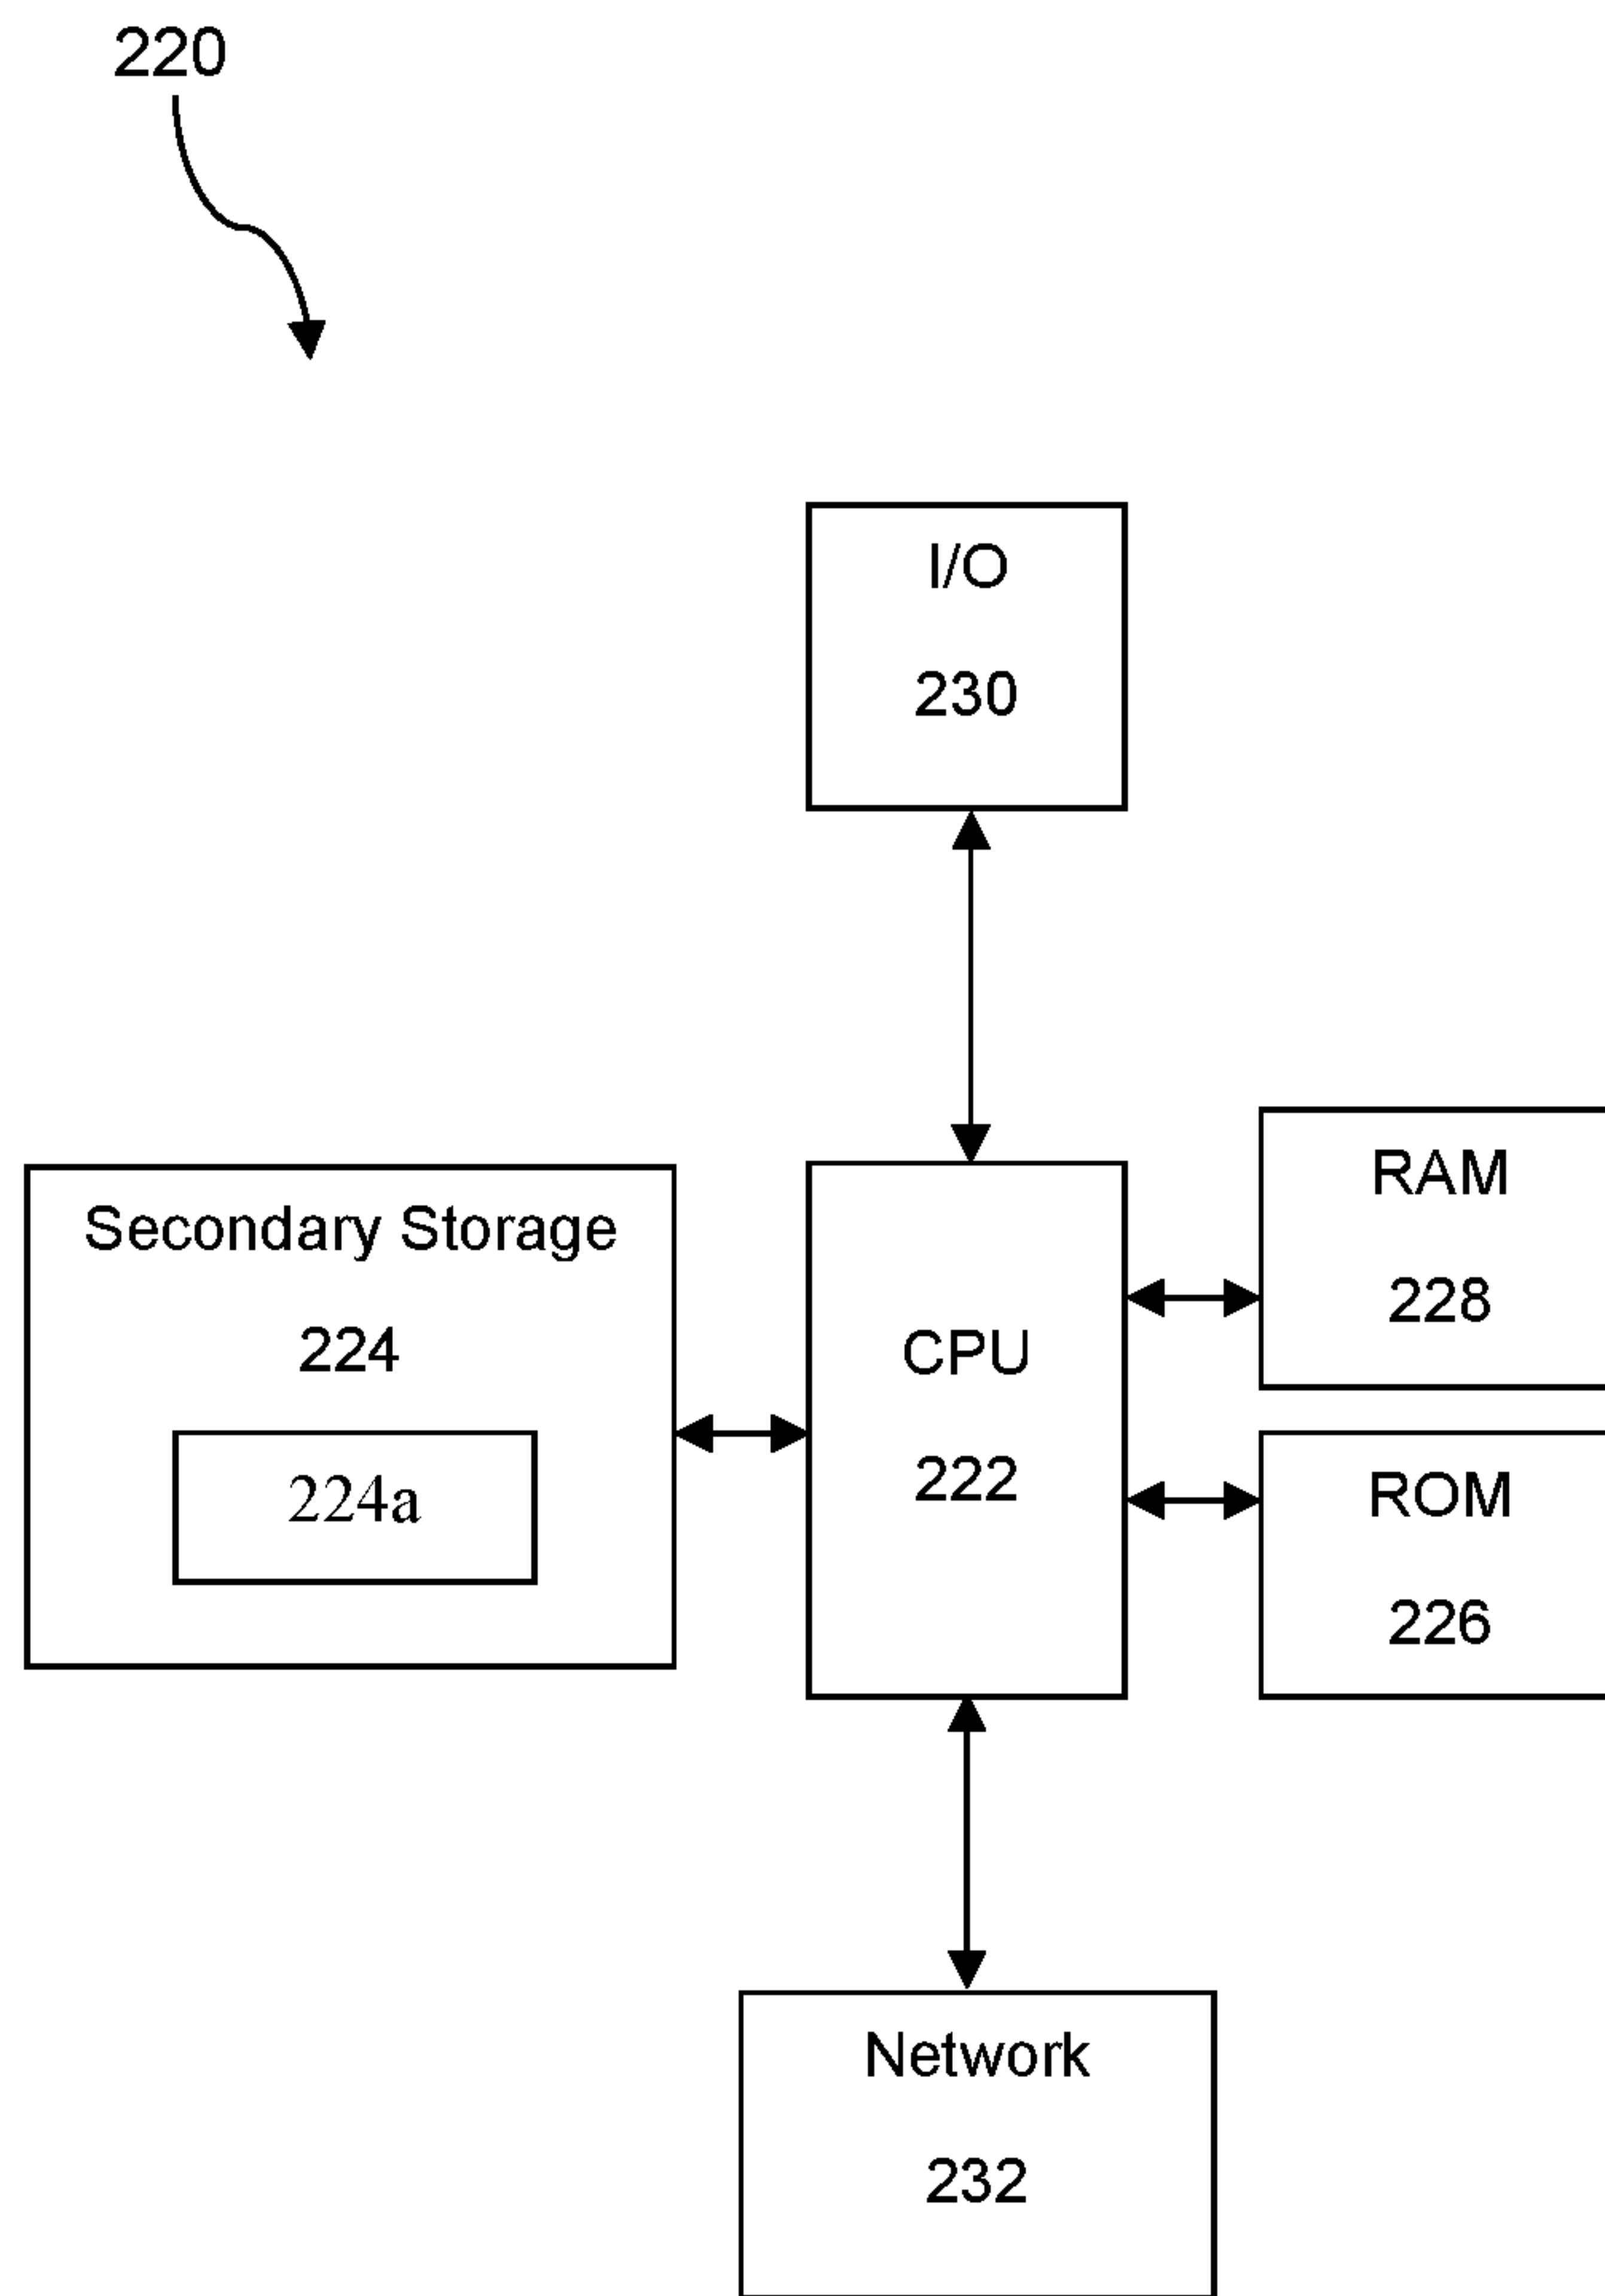 220
I/O
230
Secondary Storage
224
224a
CPU
222
RAM
228
ROM
226
Network
232